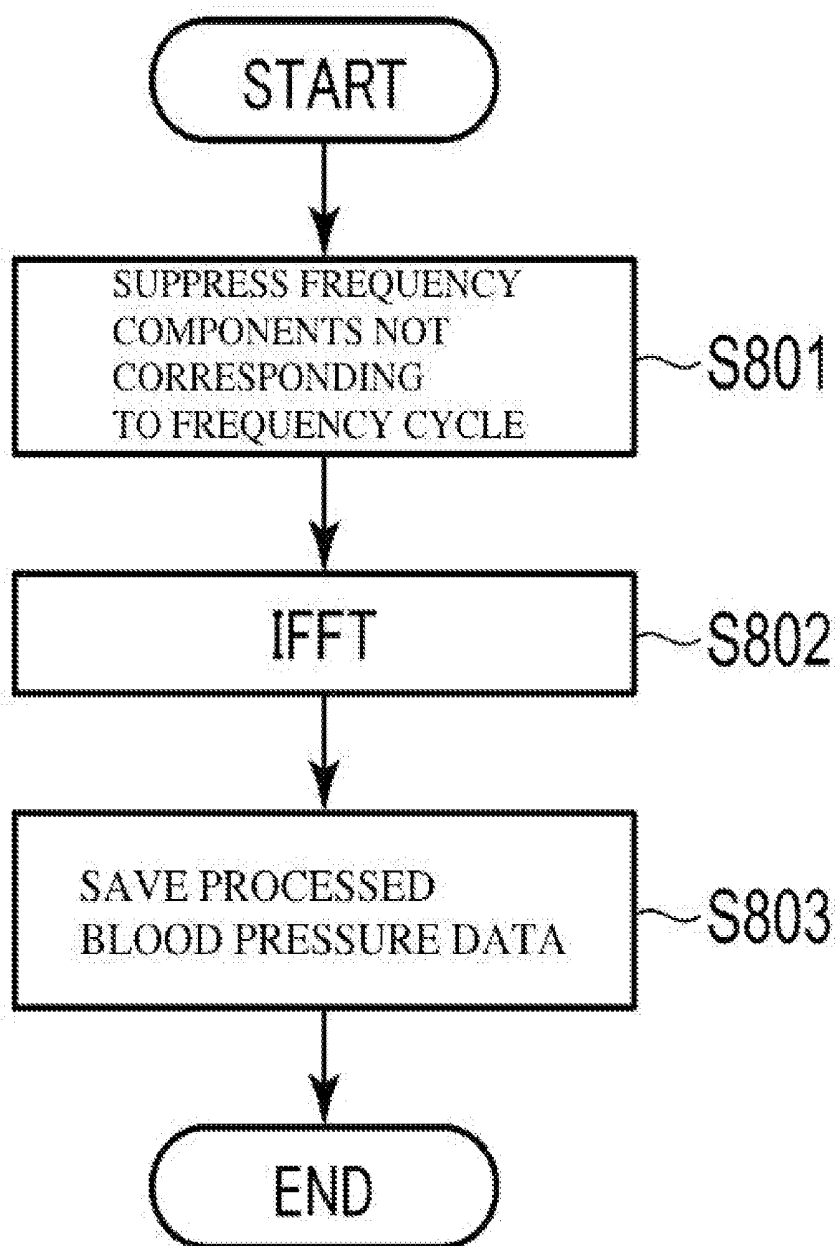 START
SUPPRESS FREQUENCY
COMPONENTS NOT
CORRESPONDING
TO FREQUENCY CYCLE
S801
IFFT
S802
SAVE PROCESSED
BLOOD PRESSURE DATA
S803
END